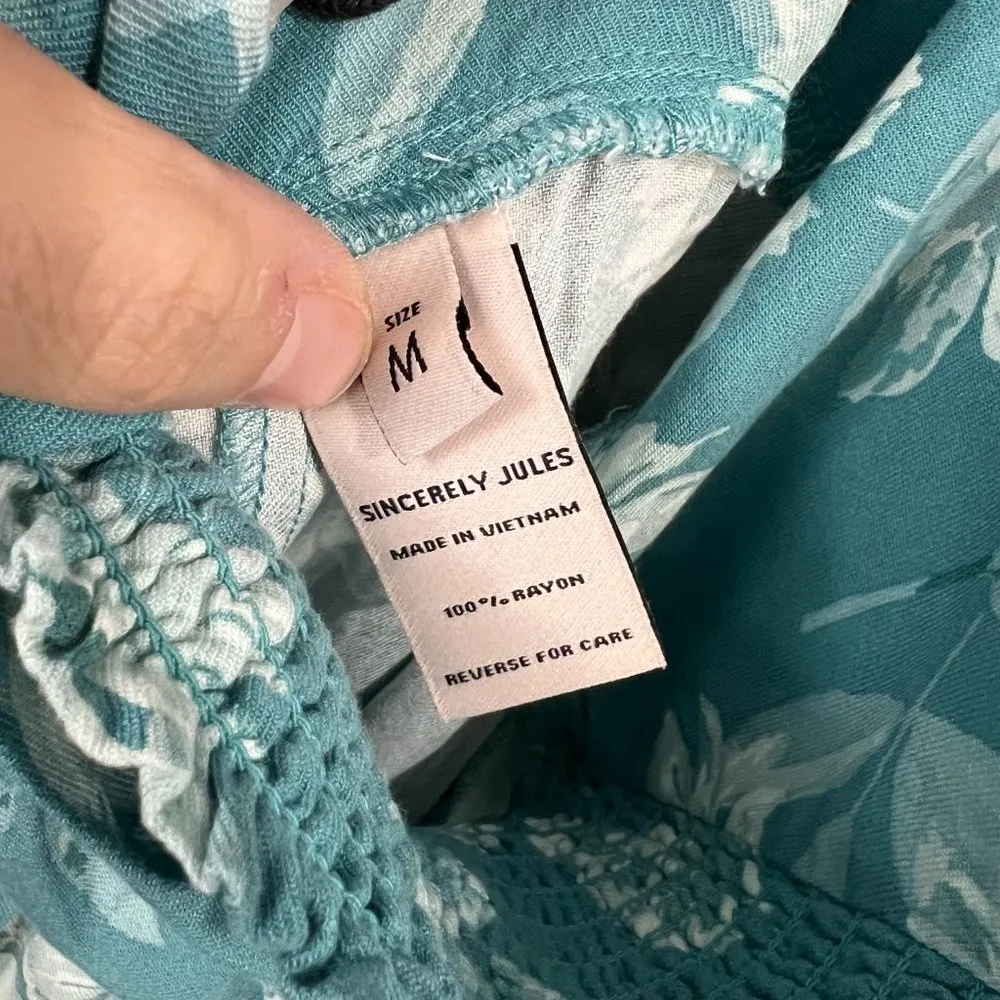 SIZE
M
SINCERELY JULES
MADE IN VIETNAM
100% RAYON
REVERSE FOR CARE